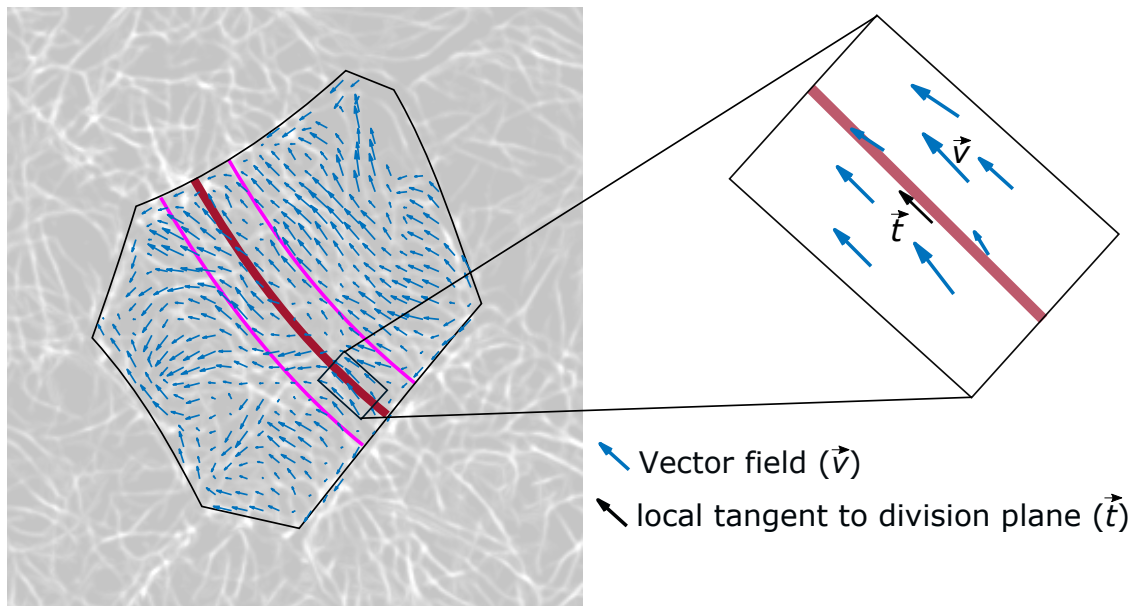 v⃗
t⃗
Vector field (v⃗)
local tangent to division plane (t⃗)